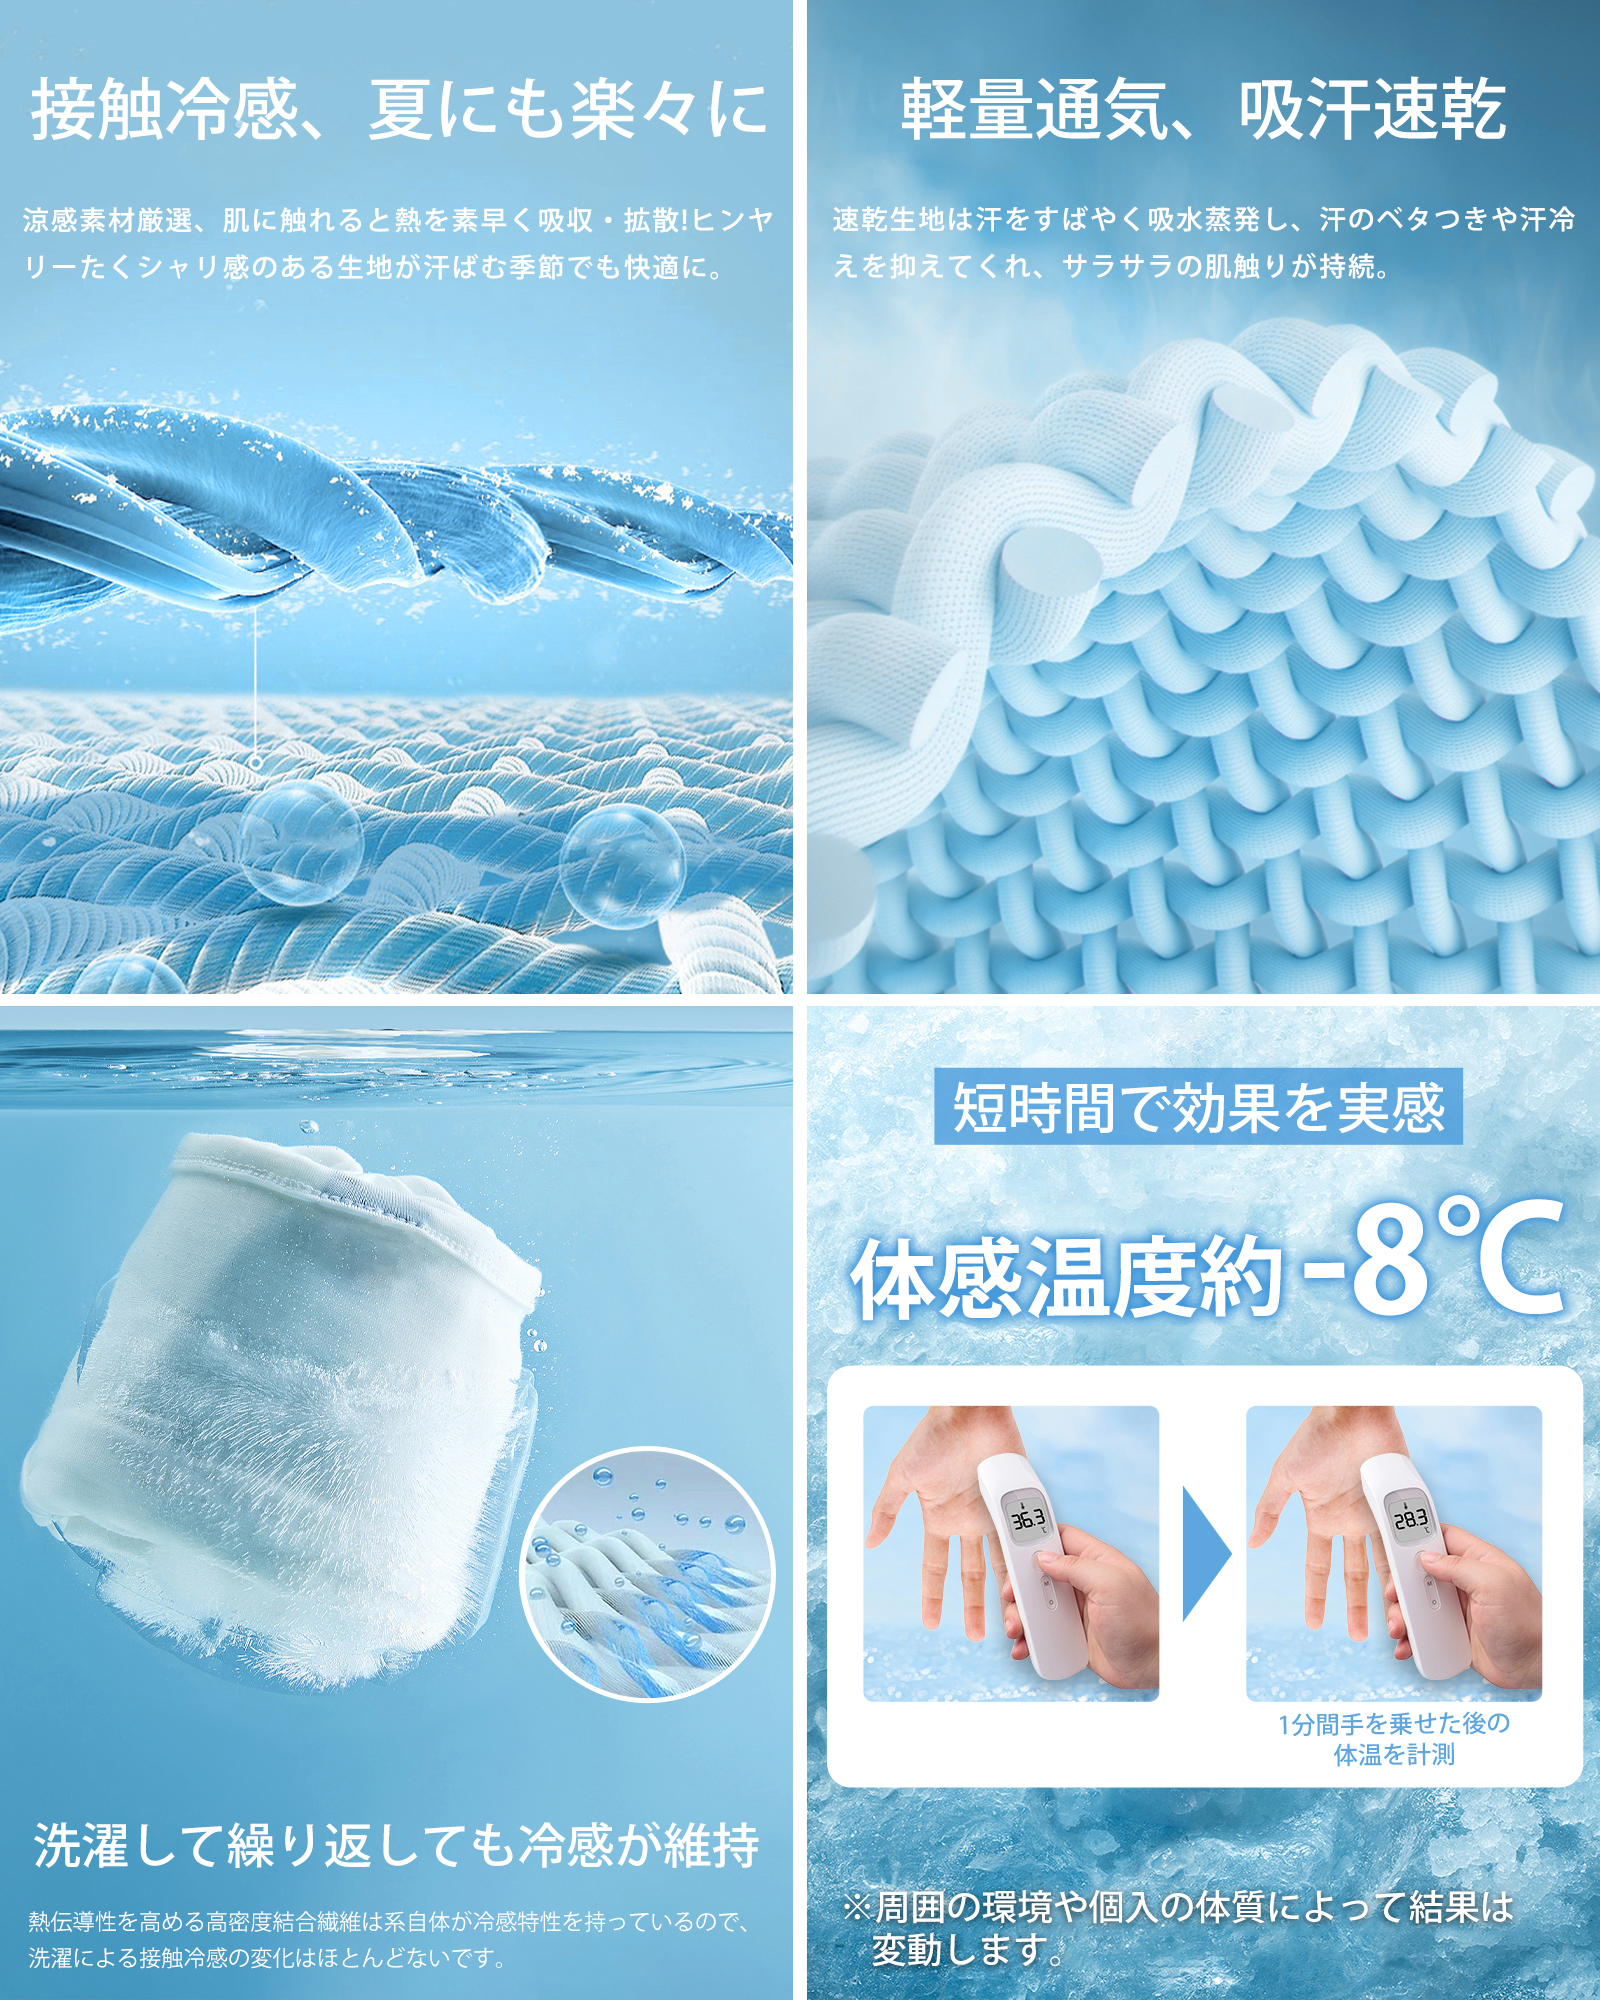 接触冷感、夏にも楽々に
涼感素材厳選、肌に触れると熱を素早く吸収・拡散!ヒンヤ
リーたくシャリ感のある生地が汗ばむ季節でも快適に。
軽量通気、吸汗速乾
速乾生地は汗をすばやく吸水蒸発し、汗のベタつきや汗冷
えを抑えてくれ、サラサラの肌触りが持続。
洗濯して繰り返しても冷感が維持
熱伝導性を高める高密度結合繊維は糸自体が冷感特性を持っているので、
洗濯による接触冷感の変化はほとんどないです。
短時間で効果を実感
体感温度約 -8℃
36.3 ℃
28.3 ℃
1分間手を乗せた後の
体温を計測
※周囲の環境や個人の体質によって結果は
変動します。